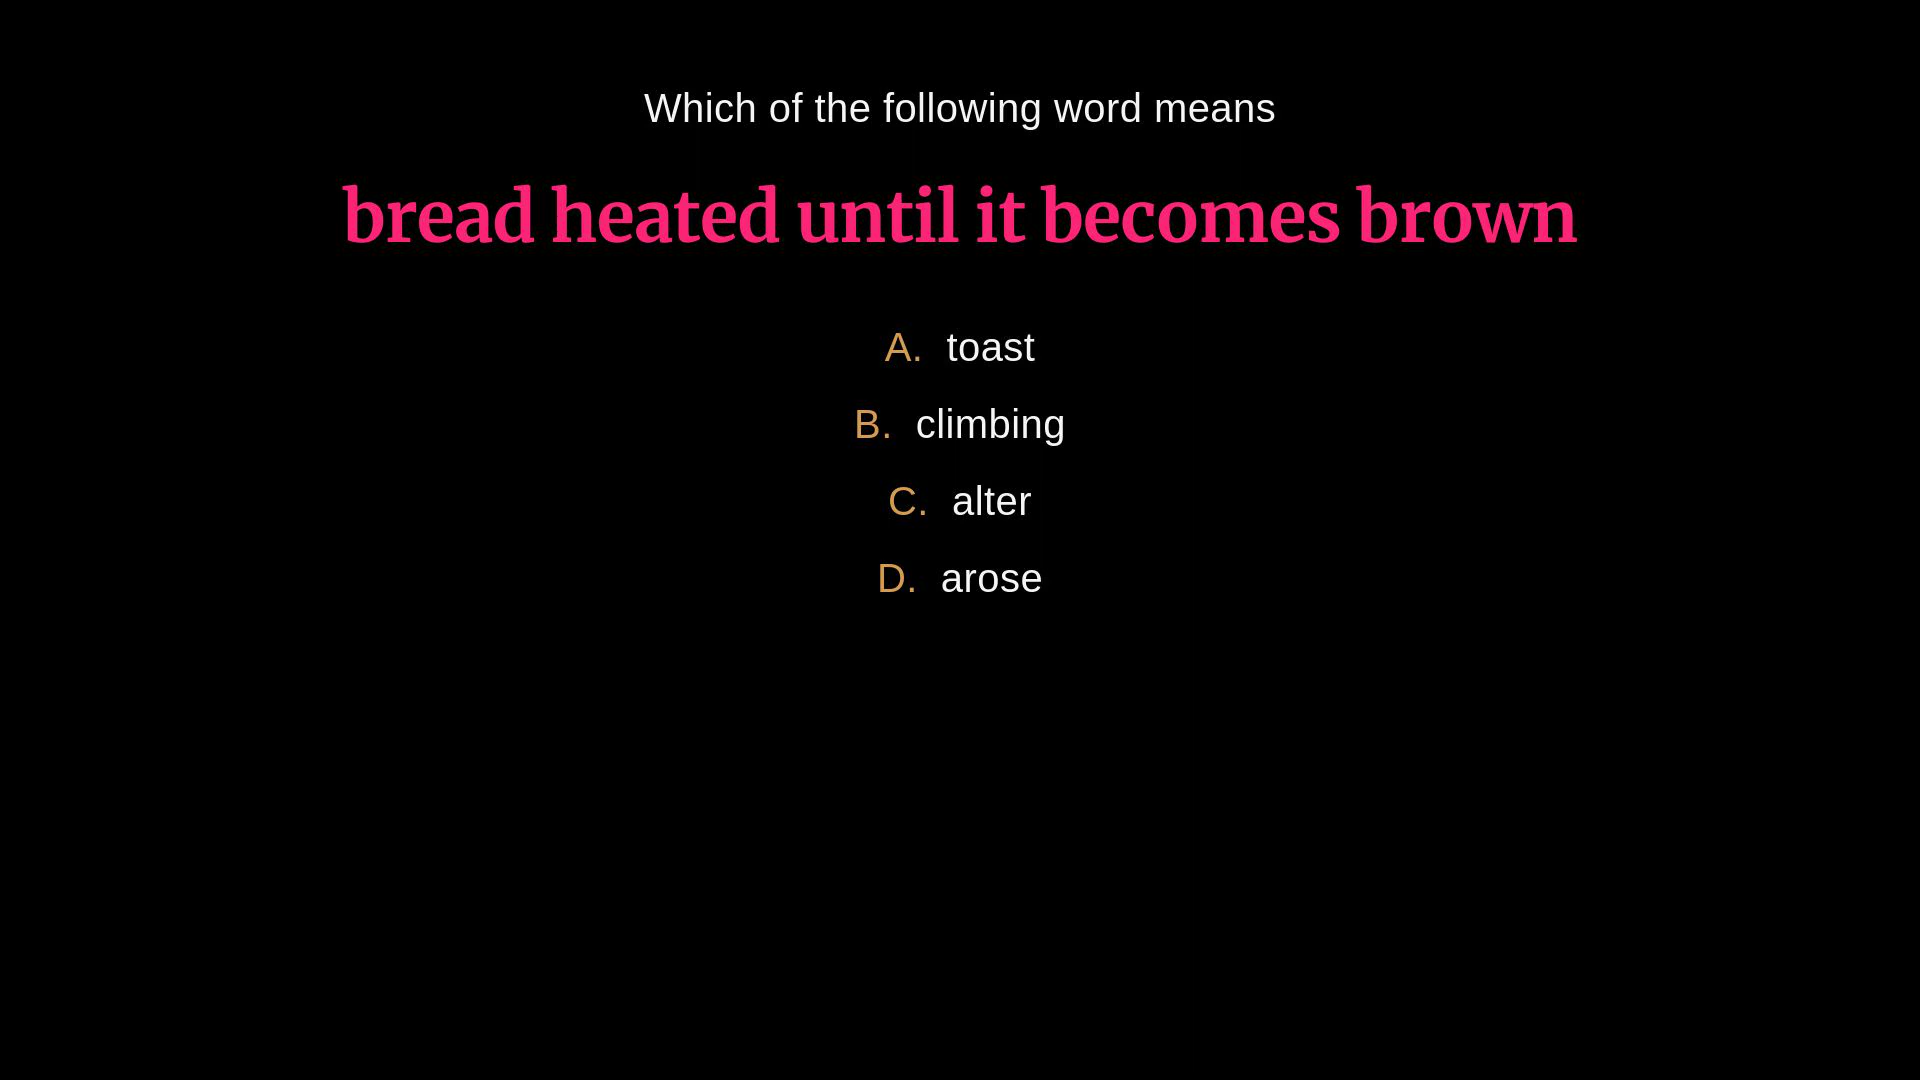 Which of the following word means
bread heated until it becomes brown
A. toast
B. climbing
C. alter
D. arose